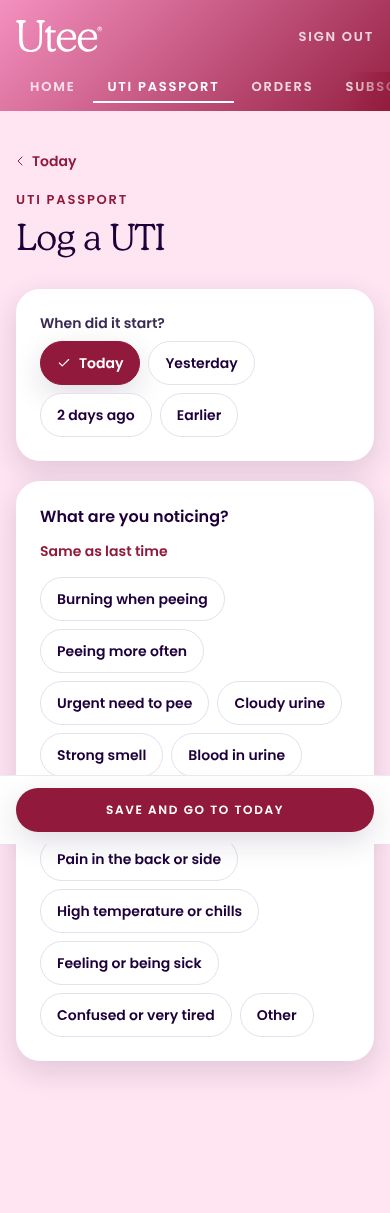 Utee®
SIGN OUT
HOME UTI PASSPORT ORDERS
Today
UTI PASSPORT
Log a UTI
When did it start?
Today Yesterday
2 days ago Earlier
What are you noticing?
Same as last time
Burning when peeing
Peeing more often
Urgent need to pee Cloudy urine
Strong smell Blood in urine
SAVE AND GO TO TODAY
Pain in the back or side
High temperature or chills
Feeling or being sick
Confused or very tired Other